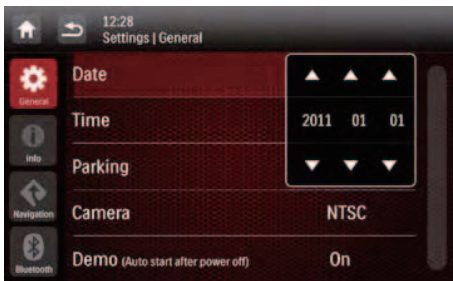 12:28
Settings | General
General
Date
Time
2011 01 01
Info
Parking
Navigation
Camera NTSC
Bluetooth
Demo (Auto start after power off) On